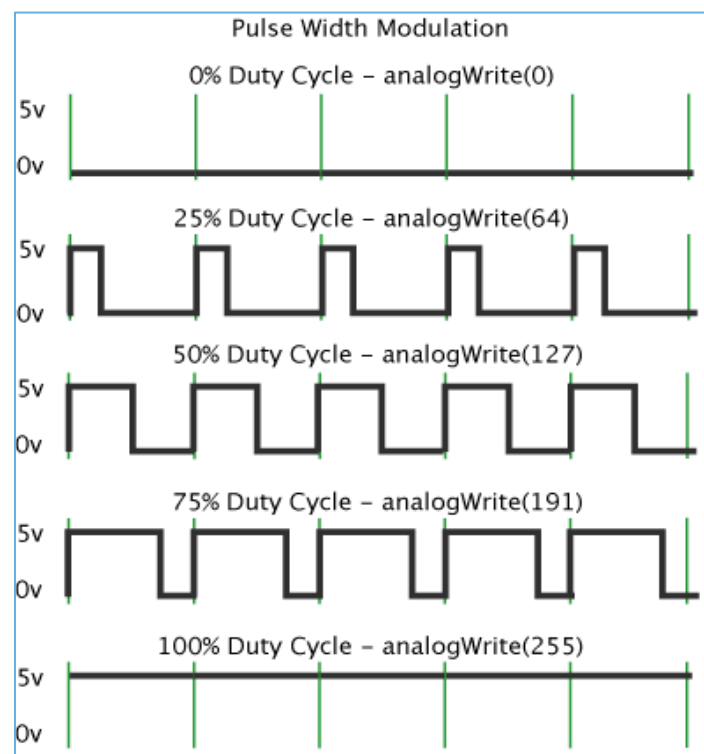 Pulse Width Modulation
0% Duty Cycle – analogWrite(0)
5v
0v
25% Duty Cycle – analogWrite(64)
5v
0v
50% Duty Cycle – analogWrite(127)
5v
0v
75% Duty Cycle – analogWrite(191)
5v
0v
100% Duty Cycle – analogWrite(255)
5v
0v